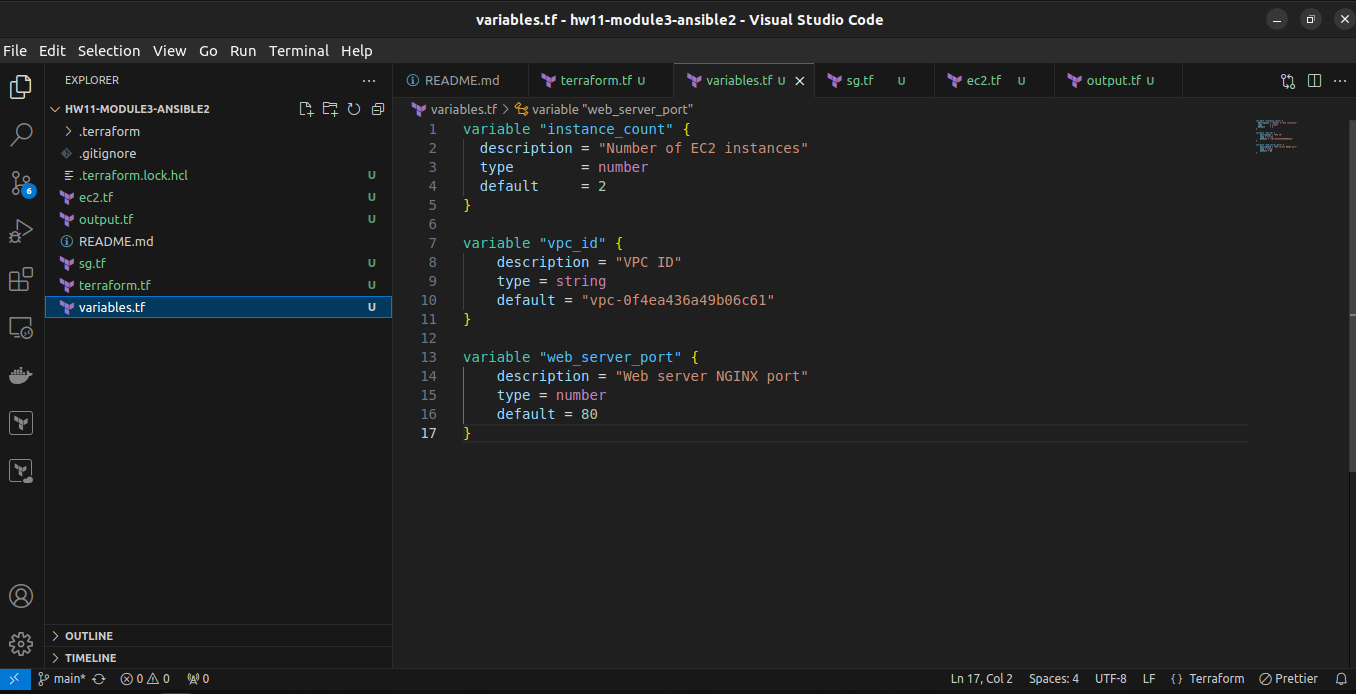 variables.tf - hw11-module3-ansible2 - Visual Studio Code
File Edit Selection View Go Run Terminal Help
EXPLORER
HW11-MODULE3-ANSIBLE2
.terraform
.gitignore
.terraform.lock.hcl U
ec2.tf U
output.tf U
README.md
sg.tf U
terraform.tf U
variables.tf U
OUTLINE
TIMELINE
6
README.md terraform.tf U variables.tf U sg.tf U ec2.tf U output.tf U
variables.tf > variable "web_server_port"
1 variable "instance_count" {
2   description = "Number of EC2 instances"
3   type        = number
4   default     = 2
5 }
6
7 variable "vpc_id" {
8     description = "VPC ID"
9     type = string
10     default = "vpc-0f4ea436a49b06c61"
11 }
12
13 variable "web_server_port" {
14     description = "Web server NGINX port"
15     type = number
16     default = 80
17 }
main* 0 0 0 Ln 17, Col 2 Spaces: 4 UTF-8 LF {} Terraform Prettier